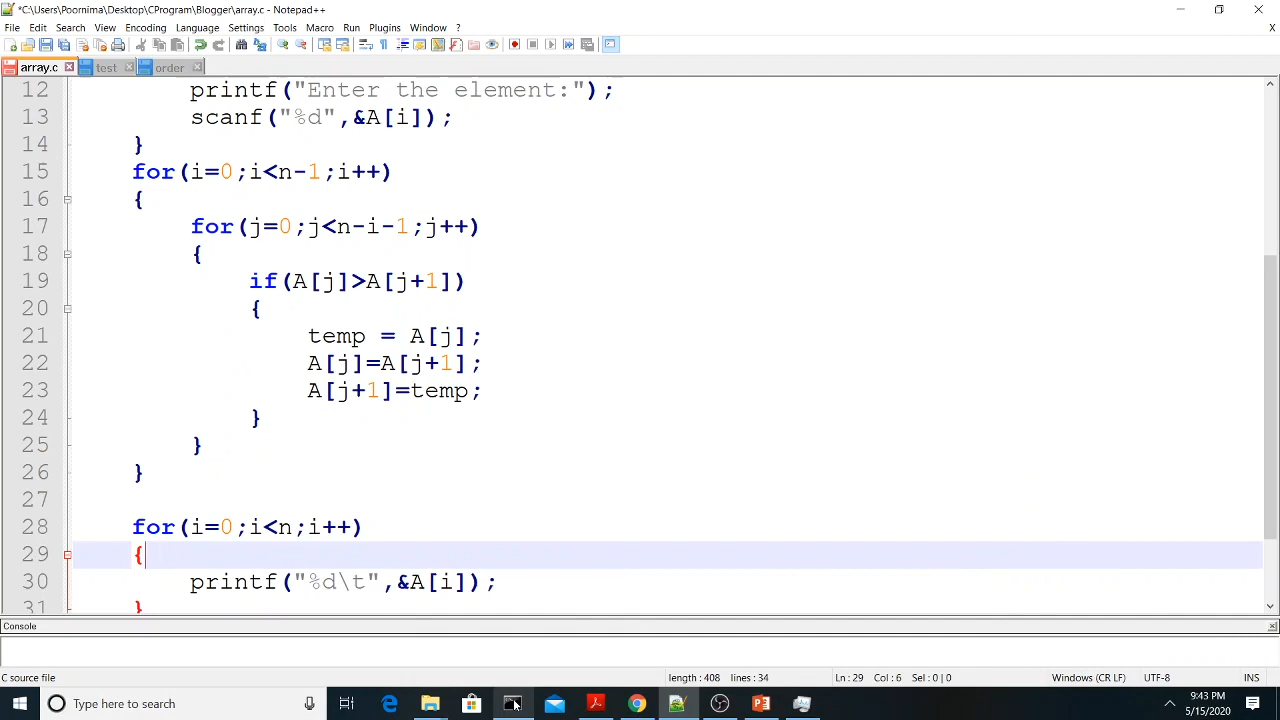 *C:\Users\Poornima\Desktop\CProgram\Blogger\array.c - Notepad++
File Edit Search View Encoding Language Settings Tools Macro Run Plugins Window ? X
array.c test order
12 printf("Enter the element:");
13 scanf("%d",&A[i]);
14 }
15 for(i=0;i<n-1;i++)
16 {
17 for(j=0;j<n-i-1;j++)
18 {
19 if(A[j]>A[j+1])
20 {
21 temp = A[j];
22 A[j]=A[j+1];
23 A[j+1]=temp;
24 }
25 }
26 }
27
28 for(i=0;i<n;i++)
29 {
30 printf("%d\t",&A[i]);
31 }
Console
C source file length : 408 lines : 34 Ln : 29 Col : 6 Sel : 0 | 0 Windows (CR LF) UTF-8 INS
Type here to search
9:43 PM
5/15/2020